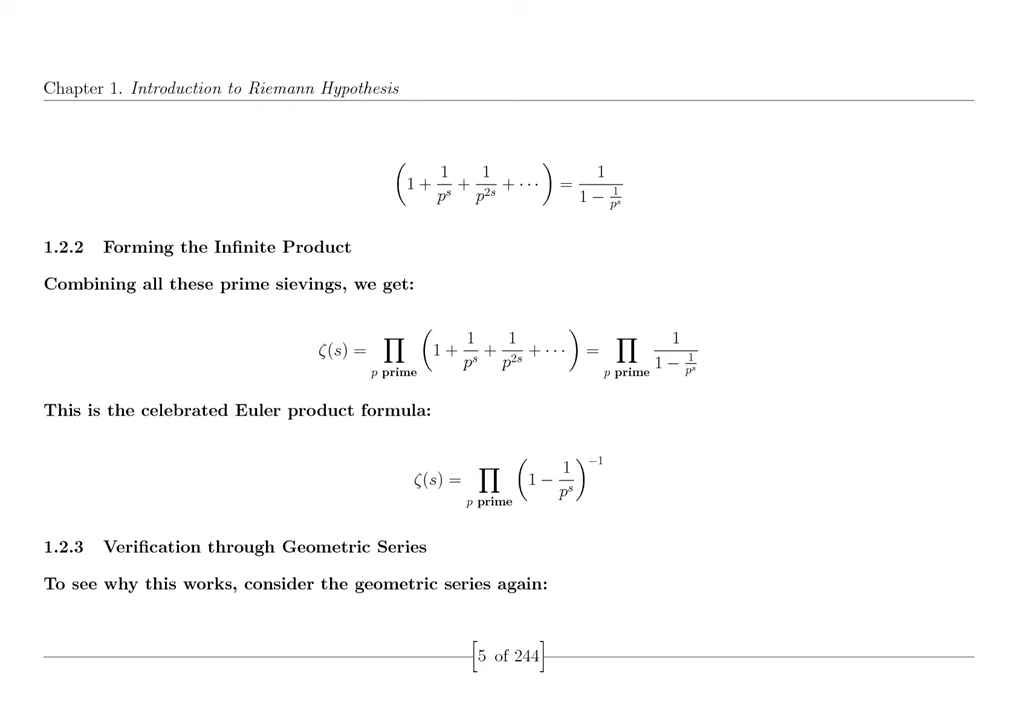 Chapter 1. Introduction to Riemann Hypothesis
(1 + 1/p^s + 1/p^{2s} + ···) = 1/(1 − 1/p^s)
1.2.2 Forming the Infinite Product
Combining all these prime sievings, we get:
ζ(s) = ∏_{p prime} (1 + 1/p^s + 1/p^{2s} + ···) = ∏_{p prime} 1/(1 − 1/p^s)
This is the celebrated Euler product formula:
ζ(s) = ∏_{p prime} (1 − 1/p^s)^{−1}
1.2.3 Verification through Geometric Series
To see why this works, consider the geometric series again:
[5 of 244]